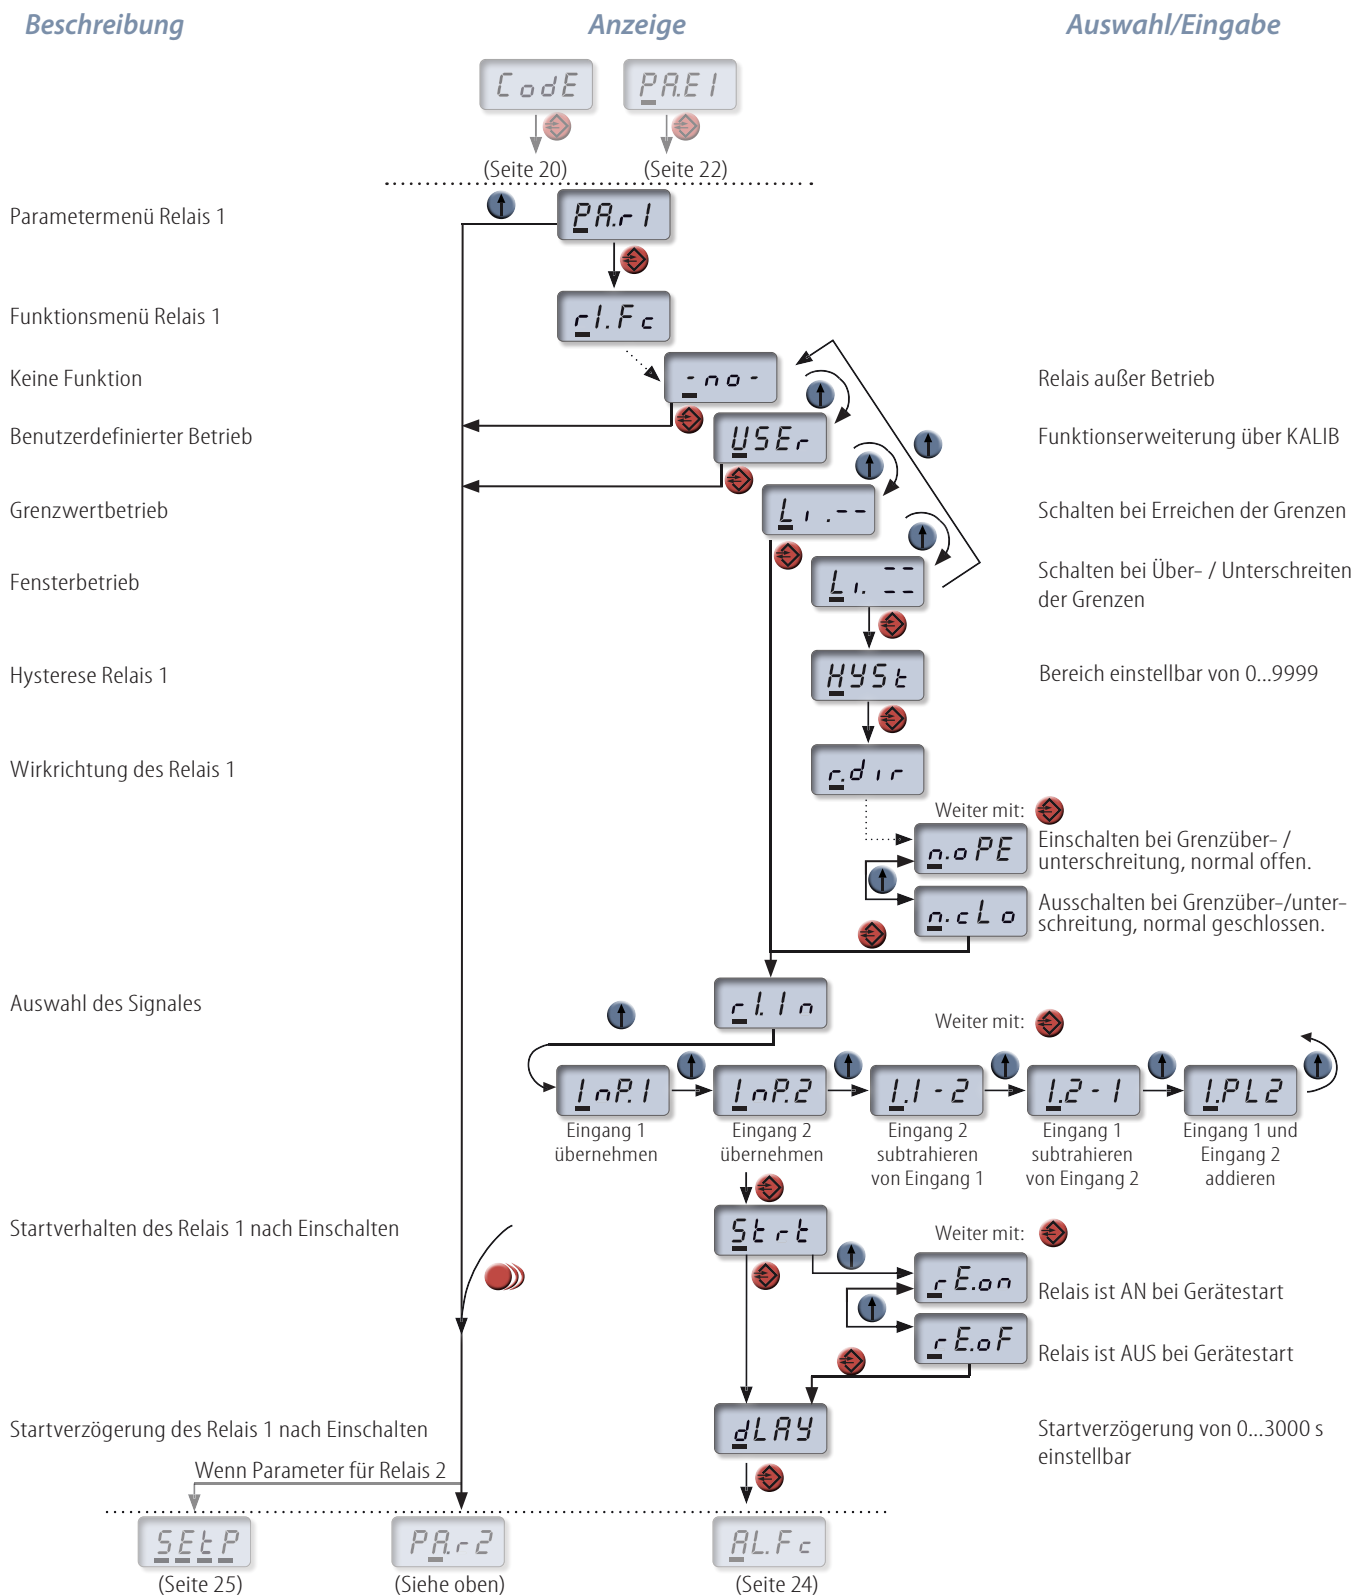 Beschreibung Anzeige Auswahl/Eingabe
CodE PA.E1
(Seite 20) (Seite 22)
Parametermenü Relais 1 PA.r1
Funktionsmenü Relais 1 r1.Fc
Keine Funktion -no- Relais außer Betrieb
Benutzerdefinierter Betrieb USEr Funktionserweiterung über KALIB
Grenzwertbetrieb Li.-- Schalten bei Erreichen der Grenzen
Fensterbetrieb Li. == Schalten bei Über- / Unterschreiten
der Grenzen
Hysterese Relais 1 HYSt Bereich einstellbar von 0...9999
Wirkrichtung des Relais 1 r.dir
Weiter mit:
n.oPE Einschalten bei Grenzüber- /
unterschreitung, normal offen.
n.cLo Ausschalten bei Grenzüber-/unter-
schreitung, normal geschlossen.
Auswahl des Signales r1.In Weiter mit:
InP.1 InP.2 I.1-2 I.2-1 I.PL2
Eingang 1 Eingang 2 Eingang 2 Eingang 1 Eingang 1 und
übernehmen übernehmen subtrahieren subtrahieren Eingang 2
von Eingang 1 von Eingang 2 addieren
Startverhalten des Relais 1 nach Einschalten Strt Weiter mit:
rE.on Relais ist AN bei Gerätestart
rE.oF Relais ist AUS bei Gerätestart
Startverzögerung des Relais 1 nach Einschalten dLAY Startverzögerung von 0...3000 s
einstellbar
Wenn Parameter für Relais 2
SEtP PA.r2 AL.Fc
(Seite 25) (Siehe oben) (Seite 24)